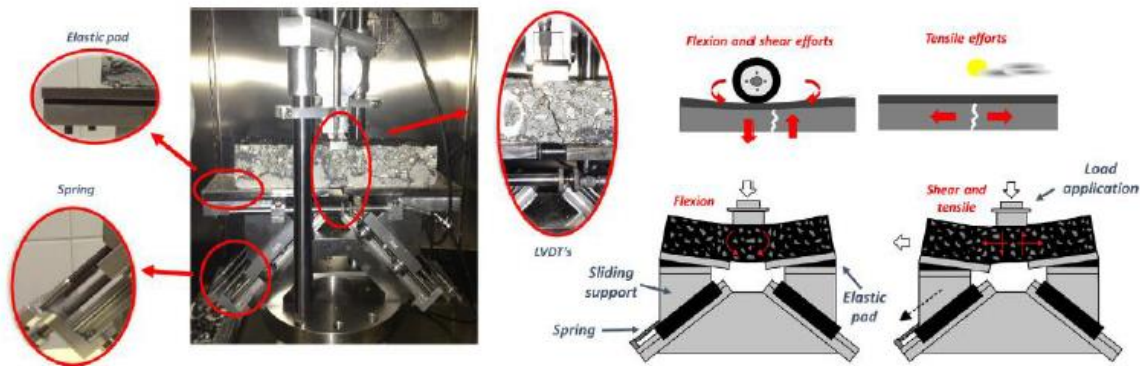 Elastic pad
Spring
LVDT's
Flexion and shear efforts
Tensile efforts
Load
application
Flexion
Shear and
tensile
Sliding
support
Elastic
pad
Spring